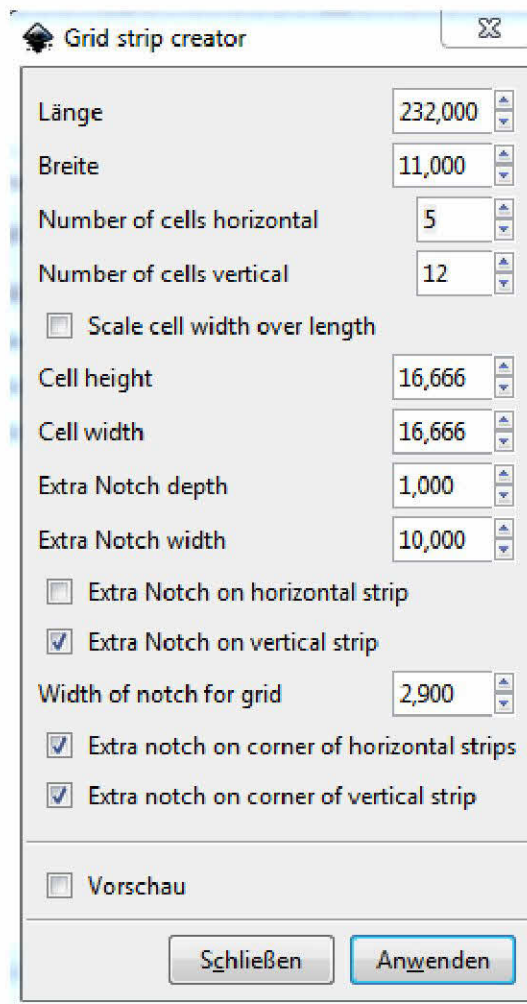 Grid strip creator
Länge 232,000
Breite 11,000
Number of cells horizontal 5
Number of cells vertical 12
Scale cell width over length
Cell height 16,666
Cell width 16,666
Extra Notch depth 1,000
Extra Notch width 10,000
Extra Notch on horizontal strip
Extra Notch on vertical strip
Width of notch for grid 2,900
Extra notch on corner of horizontal strips
Extra notch on corner of vertical strip
Vorschau
Schließen Anwenden